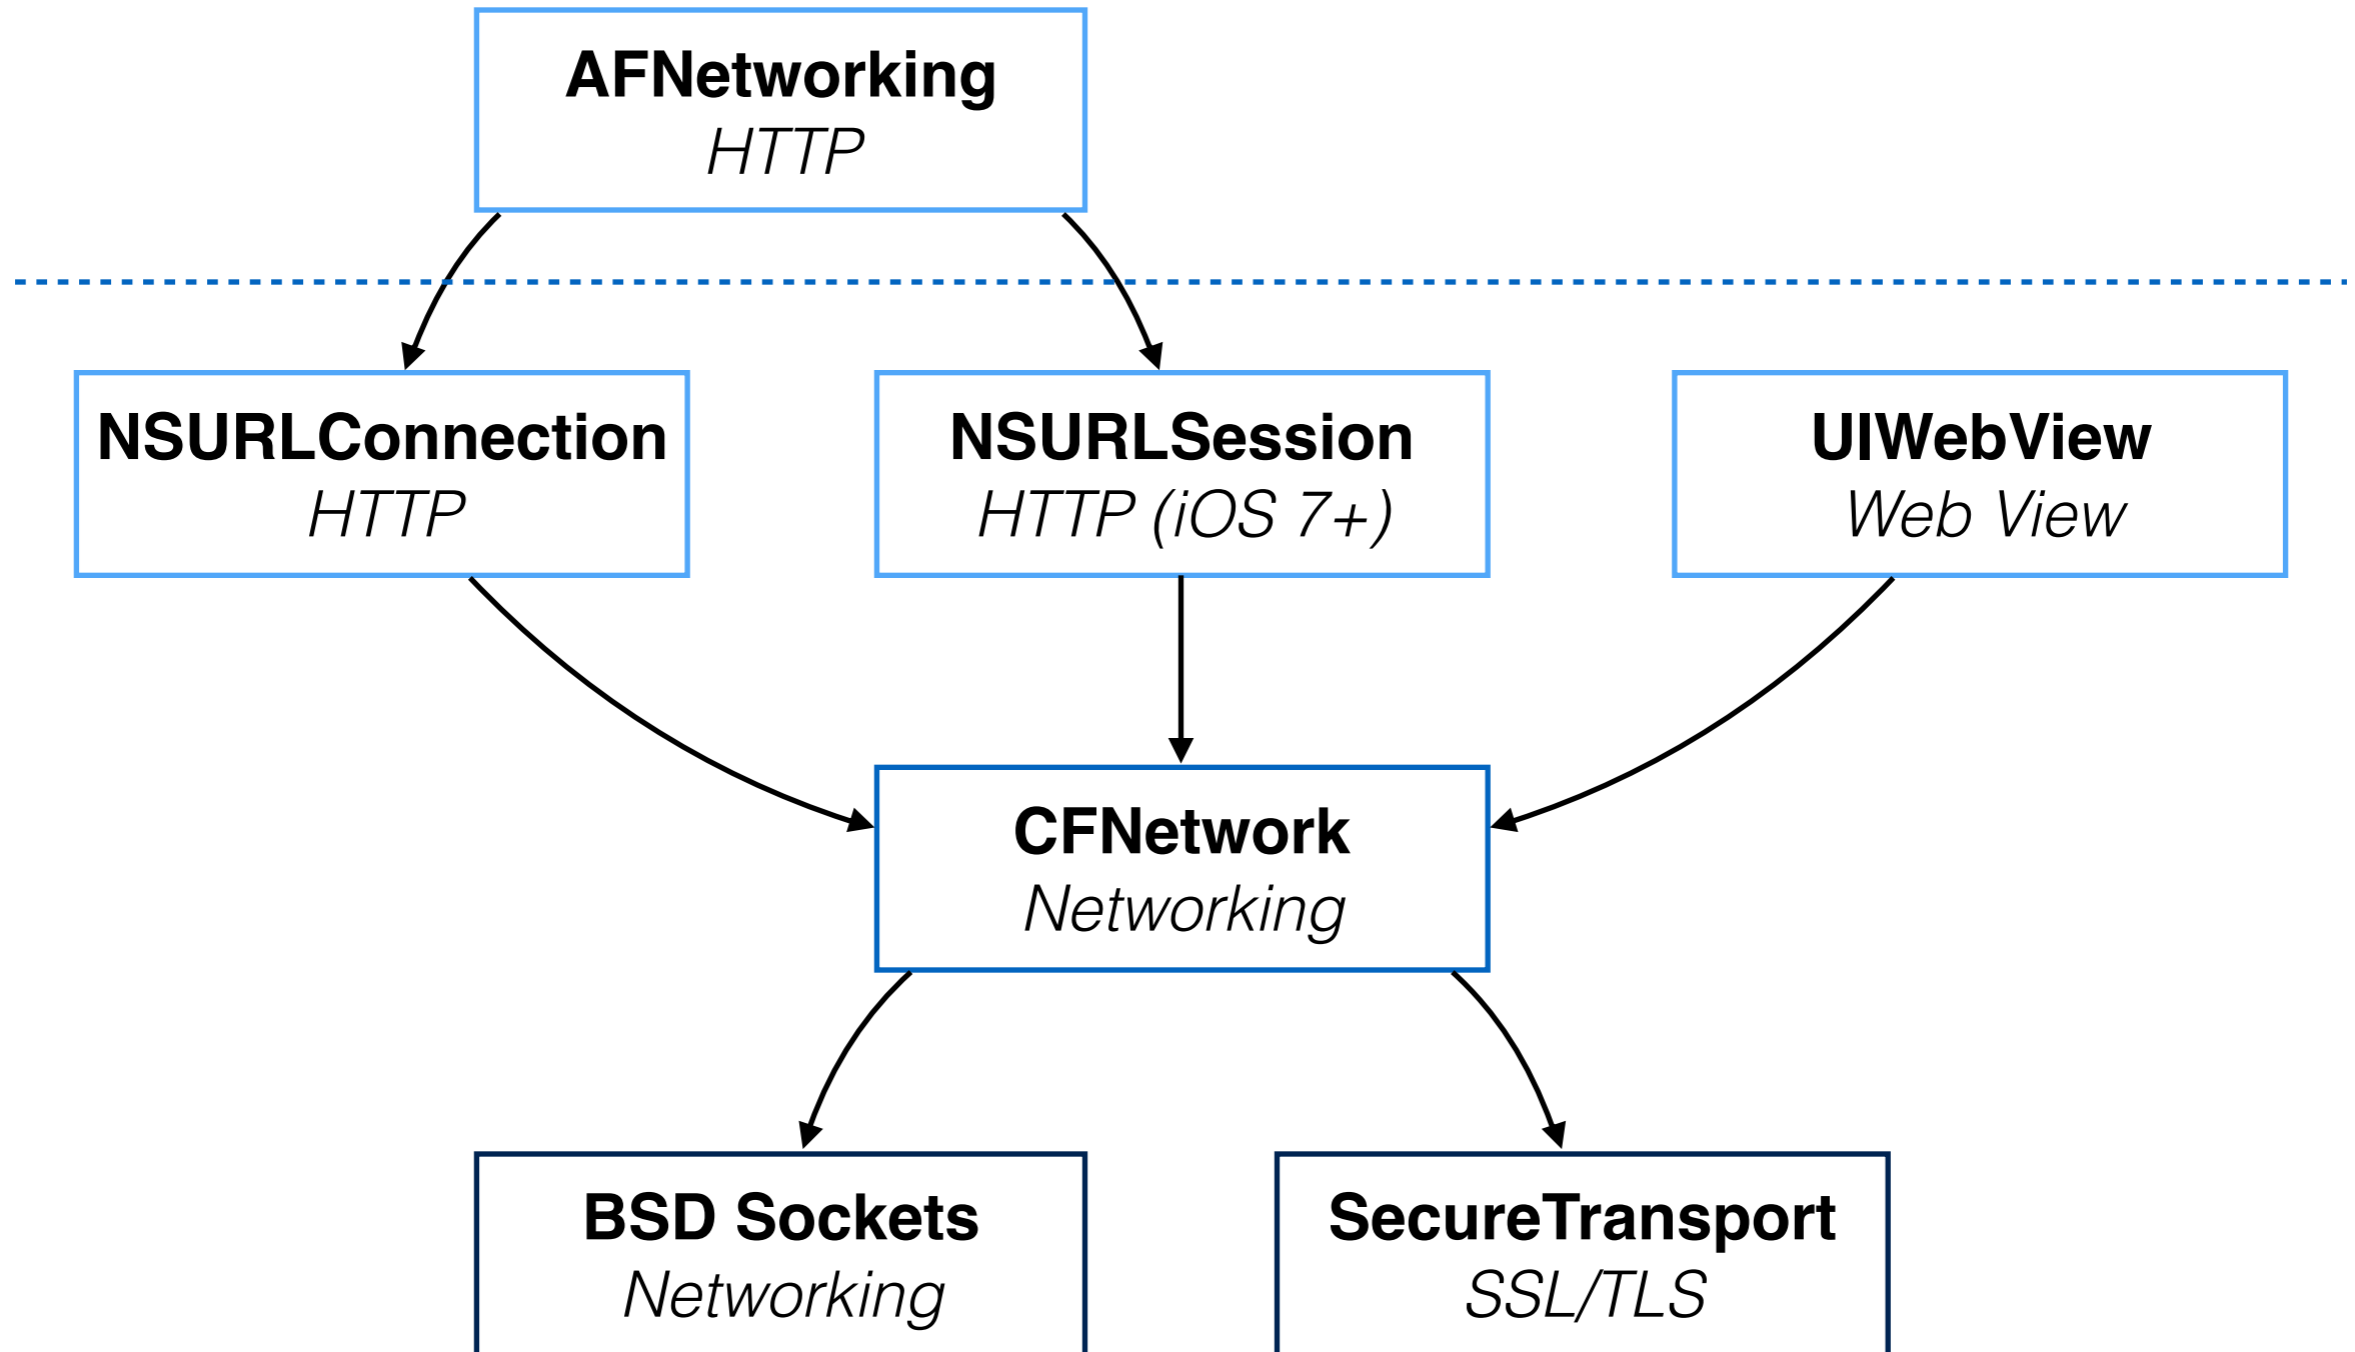 AFNetworking
HTTP
NSURLConnection
HTTP
NSURLSession
HTTP (iOS 7+)
UIWebView
Web View
CFNetwork
Networking
BSD Sockets
Networking
SecureTransport
SSL/TLS